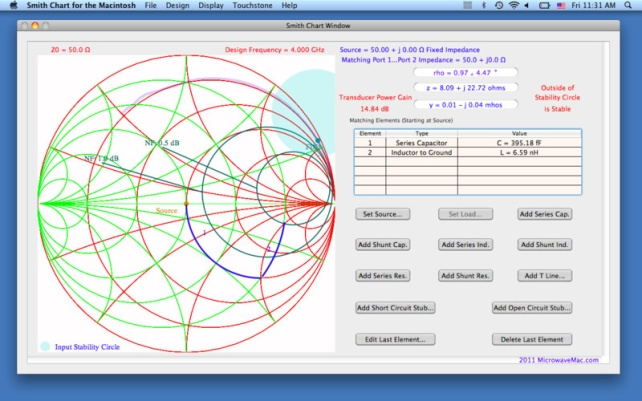 Smith Chart for the Macintosh File Design Display Touchstone Help Fri 11:31 AM
Smith Chart Window
Z0 = 50.0 Ω Design Frequency = 4.000 GHz
Source = 50.00 + j 0.00 Ω Fixed Impedance
Matching Port 1...Port 2 Impedance = 50.0 + j0.0 Ω
rho = 0.97 ∠ 4.47 °
z = 8.09 + j 22.72 ohms
y = 0.01 – j 0.04 mhos
Transducer Power Gain
14.84 dB
Outside of
Stability Circle
is Stable
Matching Elements (Starting at Source)
Element Type Value
1 Series Capacitor C = 395.18 fF
2 Inductor to Ground L = 6.59 nH
NF: 0.5 dB
NF: 1.0 dB
Source
1
2
Input Stability Circle
Set Source... Set Load... Add Series Cap.
Add Shunt Cap. Add Series Ind. Add Shunt Ind.
Add Series Res. Add Shunt Res. Add T Line...
Add Short Circuit Stub... Add Open Circuit Stub...
Edit Last Element... Delete Last Element
2011 MicrowaveMac.com